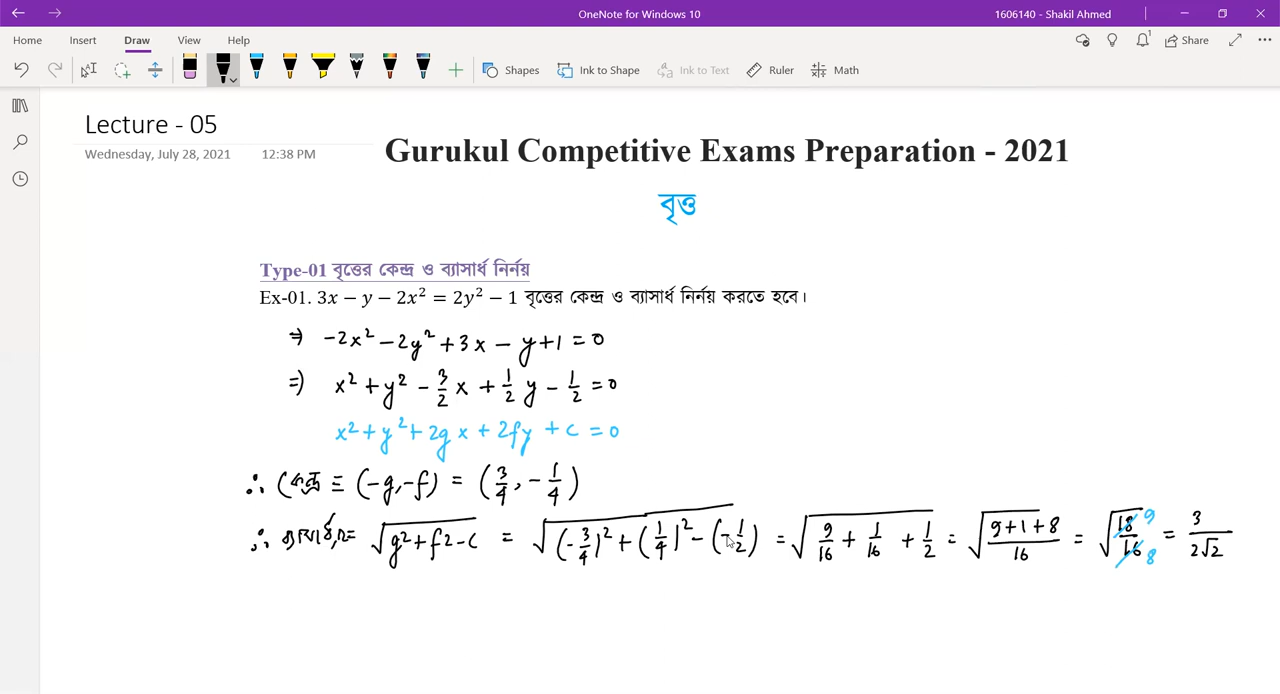 OneNote for Windows 10
1606140 - Shakil Ahmed
Home Insert Draw View Help
Share
Shapes Ink to Shape Ink to Text Ruler Math
Lecture - 05
Wednesday, July 28, 2021 12:38 PM
Gurukul Competitive Exams Preparation - 2021
বৃত্ত
Type-01 বৃত্তের কেন্দ্র ও ব্যাসার্ধ নির্নয়
Ex-01. 3x − y − 2x² = 2y² − 1 বৃত্তের কেন্দ্র ও ব্যাসার্ধ নির্নয় করতে হবে।
⇒ -2x² - 2y² + 3x - y + 1 = 0
⇒ x² + y² - 3/2 x + 1/2 y - 1/2 = 0
x² + y² + 2gx + 2fy + c = 0
∴ কেন্দ্র ≡ (-g, -f) = (3/4, -1/4)
∴ ব্যাসার্ধ, r = √(g² + f² - c) = √((-3/4)² + (1/4)² - (-1/2)) = √(9/16 + 1/16 + 1/2) = √((9+1+8)/16) = √(18/16) 9 8 = 3/(2√2)